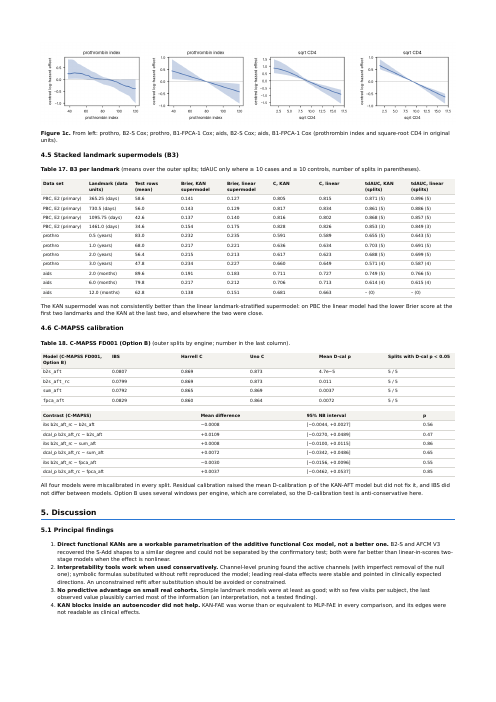 prothrombin index
prothrombin index
sqrt CD4
sqrt CD4
centred log-hazard effect
centred log-hazard effect
centred log-hazard effect
centred log-hazard effect
prothrombin index
prothrombin index
sqrt CD4
sqrt CD4
Figure 1c. From left: prothro, B2-S Cox; prothro, B1-FPCA-1 Cox; aids, B2-S Cox; aids, B1-FPCA-1 Cox (prothrombin index and square-root CD4 in original
units).
4.5 Stacked landmark supermodels (B3)
Table 17. B3 per landmark (means over the outer splits; tdAUC only where ≥ 10 cases and ≥ 10 controls, number of splits in parentheses).
Data set Landmark (data units) Test rows (mean) Brier, KAN supermodel Brier, linear supermodel C, KAN C, linear tdAUC, KAN (splits) tdAUC, linear (splits)
PBC, E2 (primary) 365.25 (days) 58.6 0.141 0.127 0.805 0.815 0.871 (5) 0.896 (5)
PBC, E2 (primary) 730.5 (days) 56.0 0.143 0.129 0.817 0.834 0.861 (5) 0.886 (5)
PBC, E2 (primary) 1095.75 (days) 42.6 0.137 0.140 0.816 0.802 0.868 (5) 0.857 (5)
PBC, E2 (primary) 1461.0 (days) 34.6 0.154 0.175 0.828 0.826 0.853 (3) 0.849 (3)
prothro 0.5 (years) 83.0 0.232 0.235 0.591 0.589 0.655 (5) 0.643 (5)
prothro 1.0 (years) 68.0 0.217 0.221 0.636 0.634 0.703 (5) 0.691 (5)
prothro 2.0 (years) 56.4 0.215 0.213 0.617 0.623 0.688 (5) 0.699 (5)
prothro 3.0 (years) 47.8 0.234 0.227 0.660 0.649 0.571 (4) 0.587 (4)
aids 2.0 (months) 89.6 0.191 0.183 0.711 0.727 0.749 (5) 0.766 (5)
aids 6.0 (months) 79.8 0.217 0.212 0.706 0.713 0.614 (4) 0.615 (4)
aids 12.0 (months) 62.8 0.138 0.151 0.681 0.663 – (0) – (0)
The KAN supermodel was not consistently better than the linear landmark-stratified supermodel: on PBC the linear model had the lower Brier score at the
first two landmarks and the KAN at the last two, and elsewhere the two were close.
4.6 C-MAPSS calibration
Table 18. C-MAPSS FD001 (Option B) (outer splits by engine; number in the last column).
Model (C-MAPSS FD001, Option B) IBS Harrell C Uno C Mean D-cal p Splits with D-cal p < 0.05
b2s_aft 0.0807 0.869 0.873 4.7e−5 5 / 5
b2s_aft_rc 0.0799 0.869 0.873 0.011 5 / 5
sum_aft 0.0792 0.865 0.869 0.0037 5 / 5
fpca_aft 0.0829 0.860 0.864 0.0072 5 / 5
Contrast (C-MAPSS) Mean difference 95% NB interval p
ibs b2s_aft_rc − b2s_aft −0.0008 [−0.0044, +0.0027] 0.56
dcal_p b2s_aft_rc − b2s_aft +0.0109 [−0.0270, +0.0489] 0.47
ibs b2s_aft_rc − sum_aft +0.0008 [−0.0100, +0.0115] 0.86
dcal_p b2s_aft_rc − sum_aft +0.0072 [−0.0342, +0.0486] 0.65
ibs b2s_aft_rc − fpca_aft −0.0030 [−0.0156, +0.0096] 0.55
dcal_p b2s_aft_rc − fpca_aft +0.0037 [−0.0462, +0.0537] 0.85
All four models were miscalibrated in every split. Residual calibration raised the mean D-calibration p of the KAN-AFT model but did not fix it, and IBS did
not differ between models. Option B uses several windows per engine, which are correlated, so the D-calibration test is anti-conservative here.
5. Discussion
5.1 Principal findings
1. Direct functional KANs are a workable parametrisation of the additive functional Cox model, not a better one. B2-S and AFCM V3
recovered the S-Add shapes to a similar degree and could not be separated by the confirmatory test; both were far better than linear-in-scores two-
stage models when the effect is nonlinear.
2. Interpretability tools work when used conservatively. Channel-level pruning found the active channels (with imperfect removal of the null
one); symbolic formulas substituted without refit reproduced the model; leading real-data effects were stable and pointed in clinically expected
directions. An unconstrained refit after substitution should be avoided or constrained.
3. No predictive advantage on small real cohorts. Simple landmark models were at least as good; with so few visits per subject, the last
observed value plausibly carried most of the information (an interpretation, not a tested finding).
4. KAN blocks inside an autoencoder did not help. KAN-FAE was worse than or equivalent to MLP-FAE in every comparison, and its edges were
not readable as clinical effects.